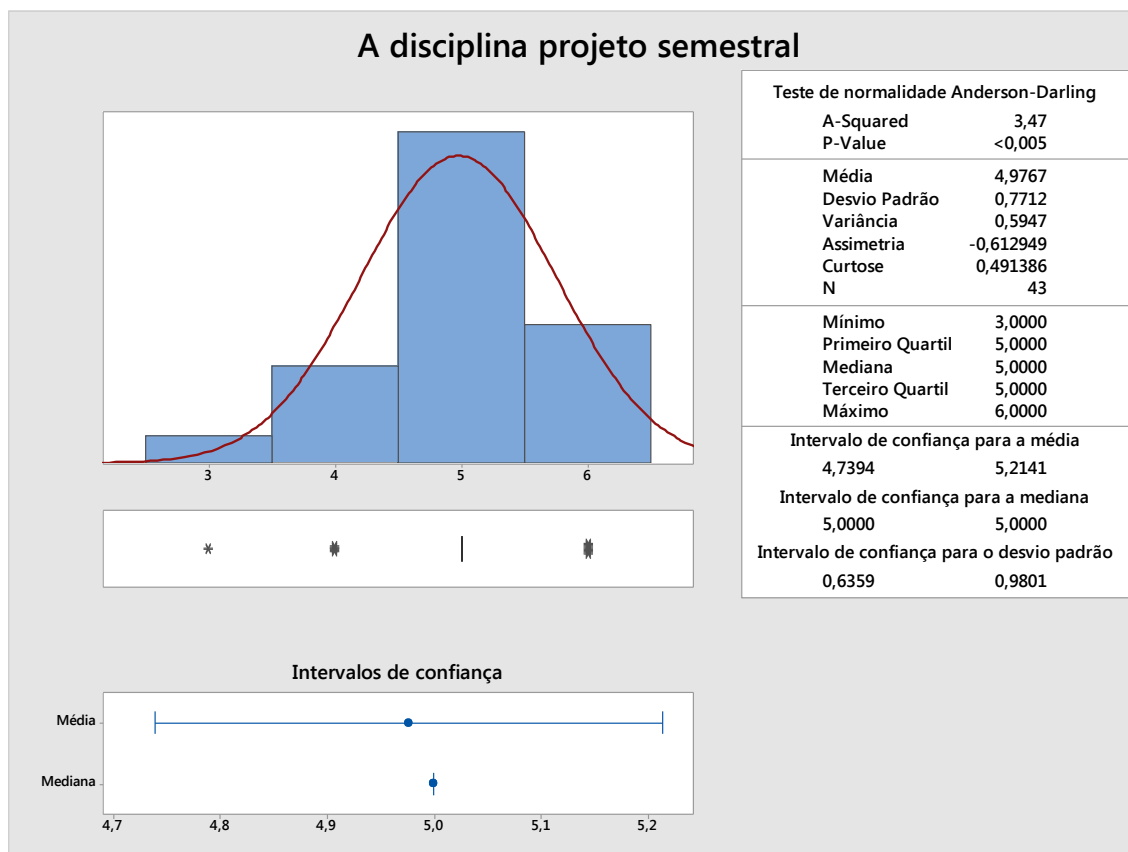 A disciplina projeto semestral
3 4 5 6
Intervalos de confiança
Média
Mediana
4,7 4,8 4,9 5,0 5,1 5,2
Teste de normalidade Anderson-Darling
A-Squared 3,47
P-Value <0,005
Média 4,9767
Desvio Padrão 0,7712
Variância 0,5947
Assimetria -0,612949
Curtose 0,491386
N 43
Mínimo 3,0000
Primeiro Quartil 5,0000
Mediana 5,0000
Terceiro Quartil 5,0000
Máximo 6,0000
Intervalo de confiança para a média
4,7394 5,2141
Intervalo de confiança para a mediana
5,0000 5,0000
Intervalo de confiança para o desvio padrão
0,6359 0,9801